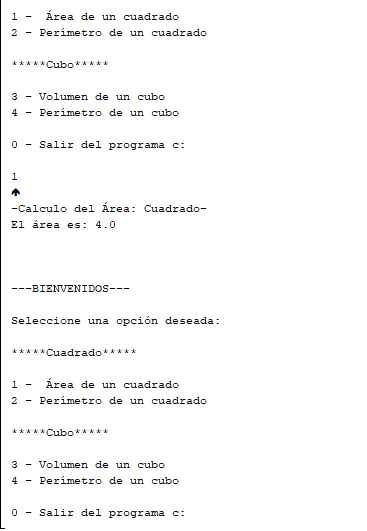 1 -  Área de un cuadrado
2 - Perímetro de un cuadrado
*****Cubo*****
3 - Volumen de un cubo
4 - Perímetro de un cubo
0 - Salir del programa c:
1
-Calculo del Área: Cuadrado-
El área es: 4.0
---BIENVENIDOS---
Seleccione una opción deseada:
*****Cuadrado*****
1 -  Área de un cuadrado
2 - Perímetro de un cuadrado
*****Cubo*****
3 - Volumen de un cubo
4 - Perímetro de un cubo
0 - Salir del programa c: